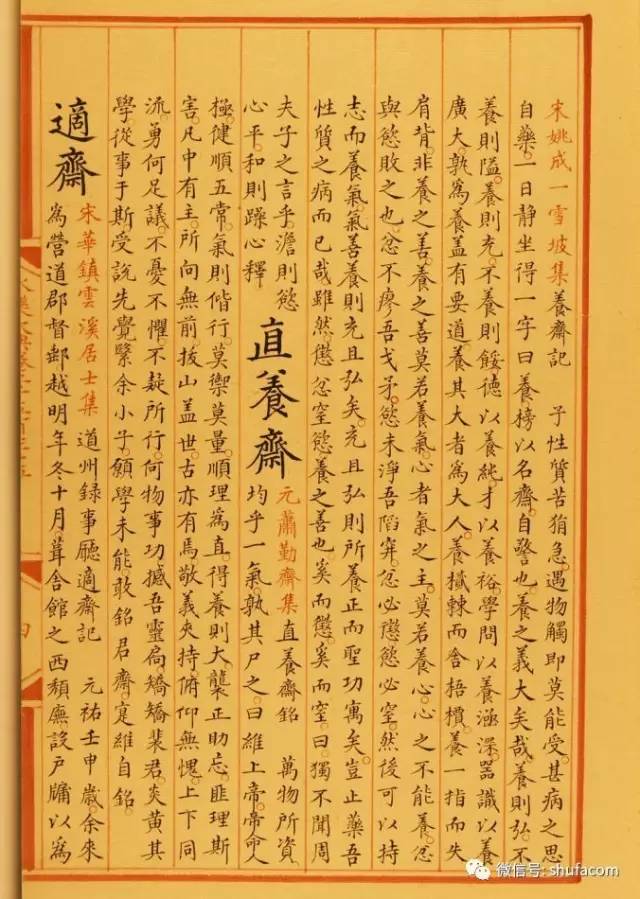 宋姚成一雪坡集養齋記　子性質苦狷急。遇物觸即莫能受。甚病之思
自藥。一日靜坐得一字曰養。榜以名齋。自警也。養之義大矣哉。養則弘。不
養則隘。養則充。不養則餒。德以養純。才以養裕。學問以養涵深。器識以養
廣大。孰為養。蓋有要道。養其大者為大人。養樲棘而舍梧檟。養一指而失
肩背。非養之善。養之善莫若養氣。心者氣之主。莫若養心。心之不能養。忿
與慾敗之也。忿不廖吾戈矛。慾未淨吾陷穽。忿必懲慾必窒。然後可以持
志而養氣。氣善養則充且弘矣。充且弘則所養正而聖功寓矣。豈止藥吾
性質之病而已哉。雖然懲忿窒慾養之善也。奚而懲。奚而窒。曰。獨不聞周
夫子之言乎。澹則慾
心平。和則躁心釋
直養齋
元蕭勤齋集直養齋銘　萬物所資
均乎一氣。孰其尸之。曰維上帝。帝命人
極。健順五常。氣則偕行。莫禦莫量。順理為直。得養則大。襲正助忘。匪理斯
害。凡中有主。所向無前。拔山蓋世。古亦有焉。敬義夾持。俯仰無愧。上下同
流。勇何足議。不憂不懼。不疑所行。何物事功。撼吾靈扃。矯矯裴君。炎黃其
學。從事于斯。受說先覺。緊余小子。願學未能。敢銘君齋。寔維自銘。
適齋
宋華鎮雲溪居士集　道州録事廳適齋記　元祐壬申歲。余來
為營道郡督郵。越明年冬十月。葺舍館之西頽廡。設戶牖以為
微信号: shufacom